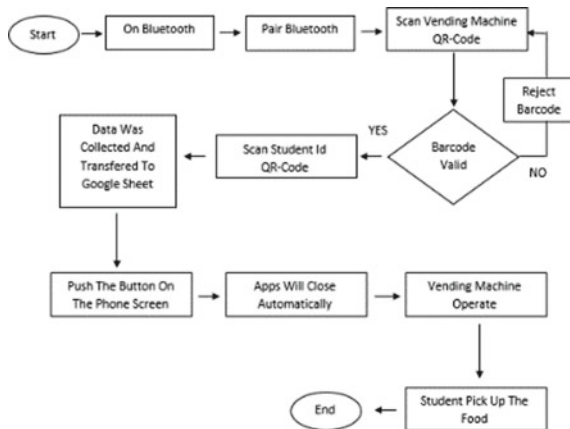 Start
On Bluetooth
Pair Bluetooth
Scan Vending Machine
QR-Code
Reject
Barcode
Barcode
Valid
YES
NO
Scan Student Id
QR-Code
Data Was
Collected And
Transfered To
Google Sheet
Push The Button On
The Phone Screen
Apps Will Close
Automatically
Vending Machine
Operate
Student Pick Up The
Food
End